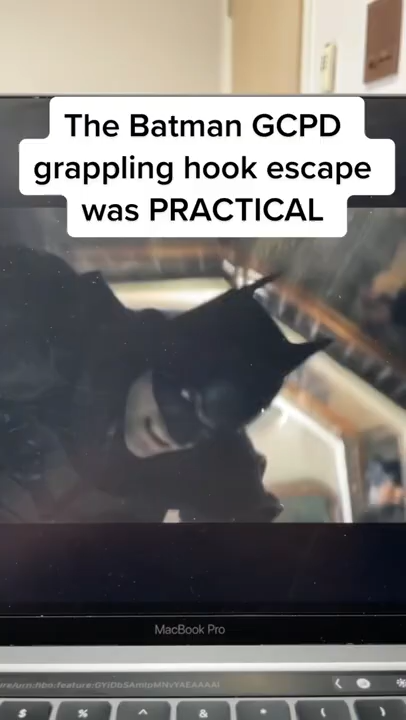 The Batman GCPD
grappling hook escape
was PRACTICAL
MacBook Pro
$ % ^ & * ( )